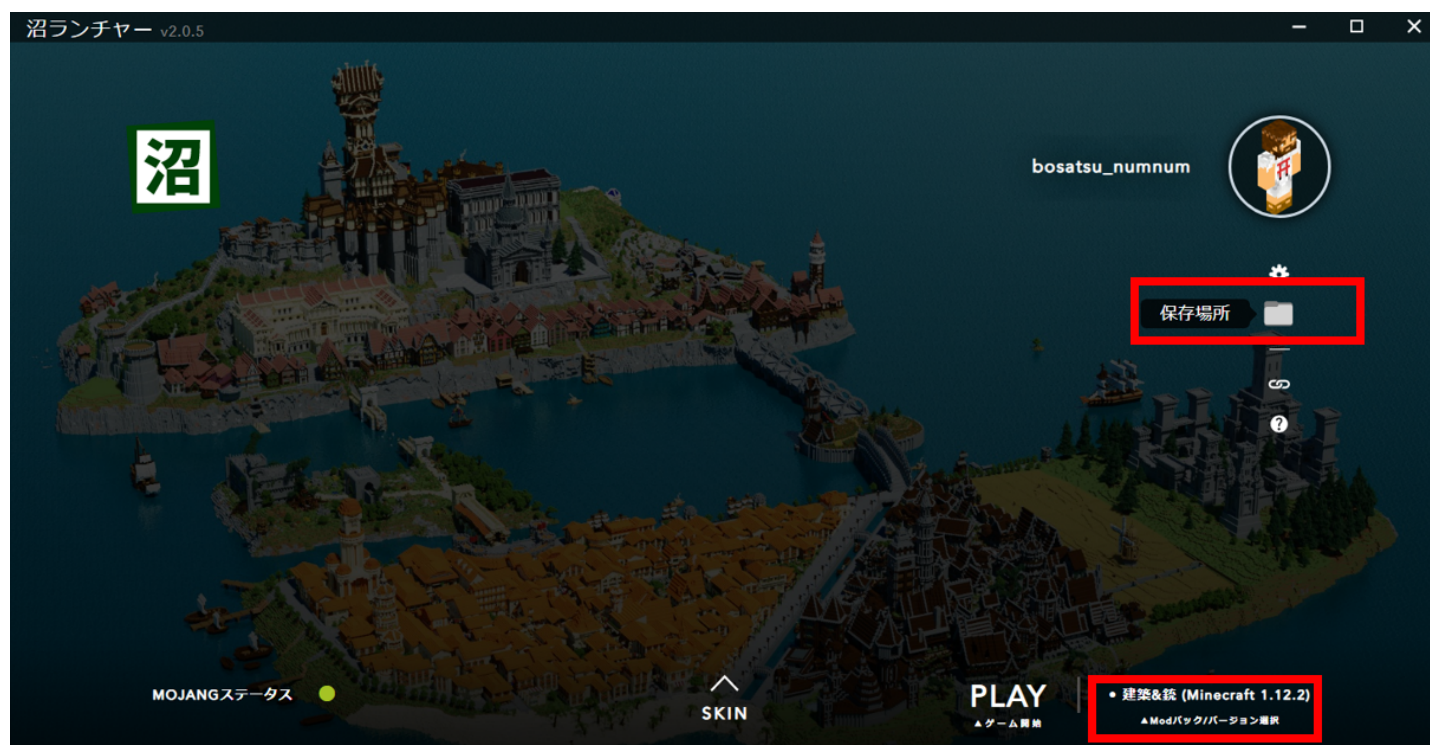 沼ランチャー v2.0.5
沼
bosatsu_numnum
保存場所
MOJANGステータス
SKIN
PLAY
▲ゲーム開始
• 建築&銃 (Minecraft 1.12.2)
▲Modパック/バージョン選択